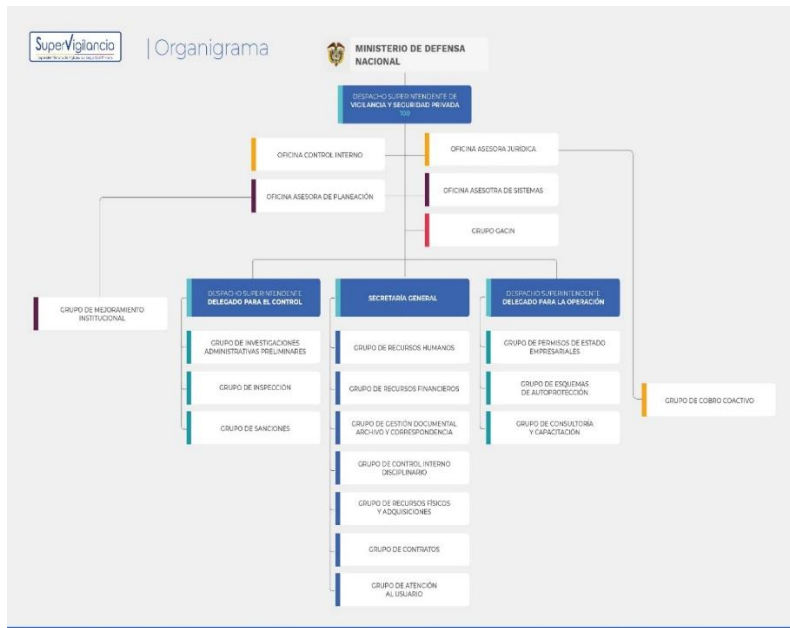 SuperVigilancia
| Organigrama
MINISTERIO DE DEFENSA
NACIONAL
DESPACHO SUPERINTENDENTE DE
VIGILANCIA Y SEGURIDAD PRIVADA
100
OFICINA CONTROL INTERNO
OFICINA ASESORA JURÍDICA
OFICINA ASESORA DE PLANEACIÓN
OFICINA ASESOTRA DE SISTEMAS
GRUPO GACIN
GRUPO DE MEJORAMIENTO
INSTITUCIONAL
DESPACHO SUPERINTENDENTE
DELEGADO PARA EL CONTROL
GRUPO DE INVESTIGACIONES
ADMINISTRATIVAS PRELIMINARES
GRUPO DE INSPECCIÓN
GRUPO DE SANCIONES
SECRETARÍA GENERAL
GRUPO DE RECURSOS HUMANOS
GRUPO DE RECURSOS FINANCIEROS
GRUPO DE GESTIÓN DOCUMENTAL
ARCHIVO Y CORRESPONDENCIA
GRUPO DE CONTROL INTERNO
DISCIPLINARIO
GRUPO DE RECURSOS FÍSICOS
Y ADQUISICIONES
GRUPO DE CONTRATOS
GRUPO DE ATENCIÓN
AL USUARIO
DESPACHO SUPERINTENDENTE
DELEGADO PARA LA OPERACIÓN
GRUPO DE PERMISOS DE ESTADO
EMPRESARIALES
GRUPO DE ESQUEMAS
DE AUTOPROTECCIÓN
GRUPO DE CONSULTORÍA
Y CAPACITACIÓN
GRUPO DE COBRO COACTIVO